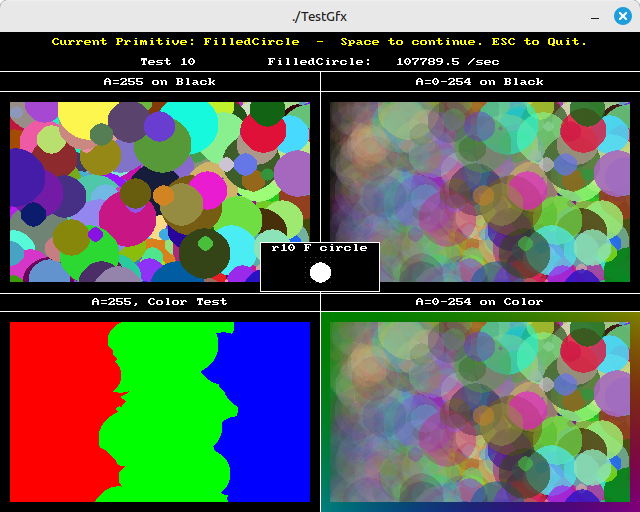 ./TestGfx
Current Primitive: FilledCircle  -  Space to continue. ESC to Quit.
Test 10 FilledCircle: 107789.5 /sec
A=255 on Black A=0-254 on Black
r10 F circle
A=255, Color Test A=0-254 on Color